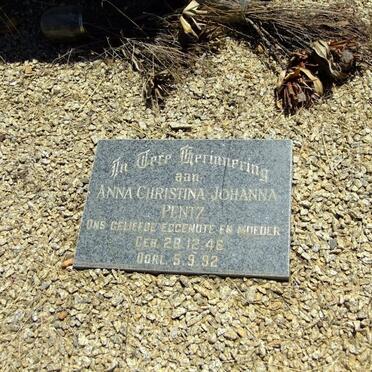 In Tere Herinnering
aan
ANNA CHRISTINA JOHANNA
PENTZ
ONS GELIEFDE EGGENOTE EN MOEDER
GEB. 28.12.46
OORL. 5.9.92